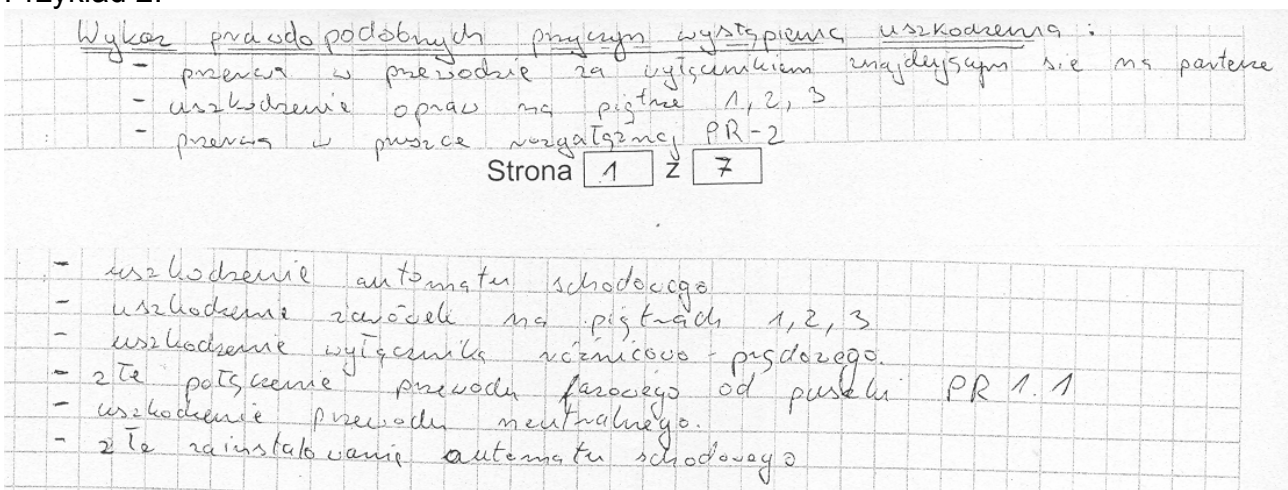 Przykład 2.
Wykaz prawdopodobnych przyczyn wystąpienia uszkodzenia :
- przerwa w przewodzie za wyłącznikiem znajdującym się na parterze
- uszkodzenie opraw na piętrze 1, 2, 3
- przerwa w puszce rozgałęźnej PR-2
Strona 1 z 7
- uszkodzenie automatu schodowego
- uszkodzenie żarówek na piętrach 1, 2, 3
- uszkodzenie wyłącznika różnicowo - prądowego.
- złe połączenie przewodu fazowego od puszki PR 1.1
- uszkodzenie przewodu neutralnego.
- złe zainstalowanie automatu schodowego